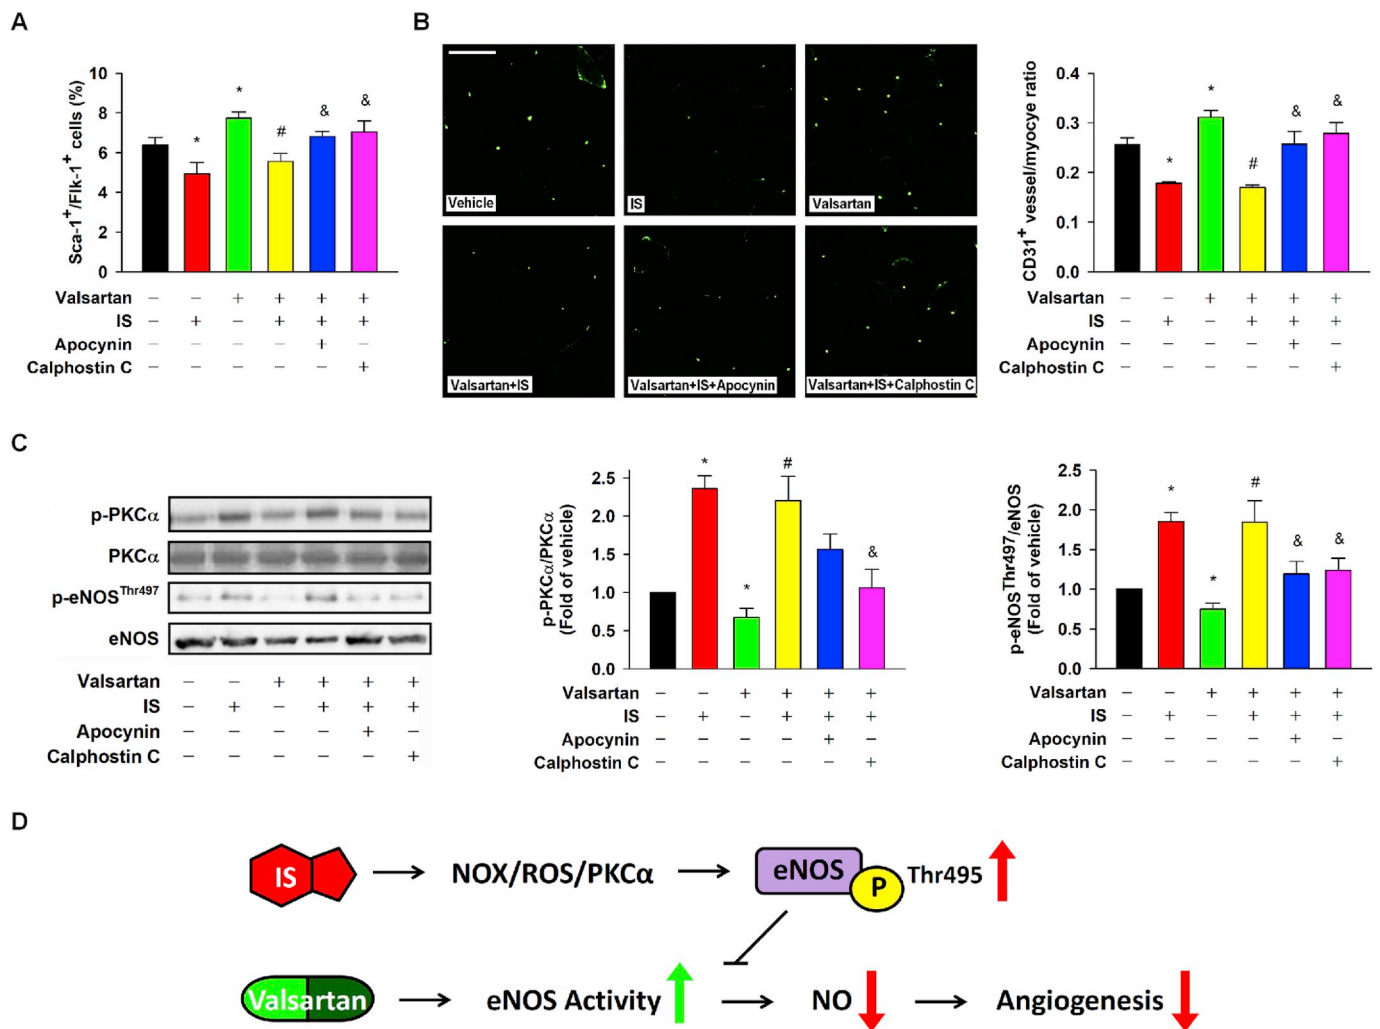 A
Sca-1+/Flk-1+ cells (%)
10
8
6
4
2
0
* * # & &
Valsartan – – + + + +
IS – + – + + +
Apocynin – – – – + –
Calphostin C – – – – – +
B
Vehicle
IS
Valsartan
Valsartan+IS
Valsartan+IS+Apocynin
Valsartan+IS+Calphostin C
CD31+ vessel/myocye ratio
0.4
0.3
0.2
0.1
0.0
* * # & &
Valsartan – – + + + +
IS – + – + + +
Apocynin – – – – + –
Calphostin C – – – – – +
C
p-PKCα
PKCα
p-eNOSThr497
eNOS
Valsartan – – + + + +
IS – + – + + +
Apocynin – – – – + –
Calphostin C – – – – – +
p-PKCα/PKCα
(Fold of vehicle)
2.5
2.0
1.5
1.0
0.5
0.0
* * # &
Valsartan – – + + + +
IS – + – + + +
Apocynin – – – – + –
Calphostin C – – – – – +
p-eNOSThr497/eNOS
(Fold of vehicle)
2.5
2.0
1.5
1.0
0.5
0.0
* * # & &
Valsartan – – + + + +
IS – + – + + +
Apocynin – – – – + –
Calphostin C – – – – – +
D
IS
NOX/ROS/PKCα
eNOS
P
Thr495
Valsartan
eNOS Activity
NO
Angiogenesis